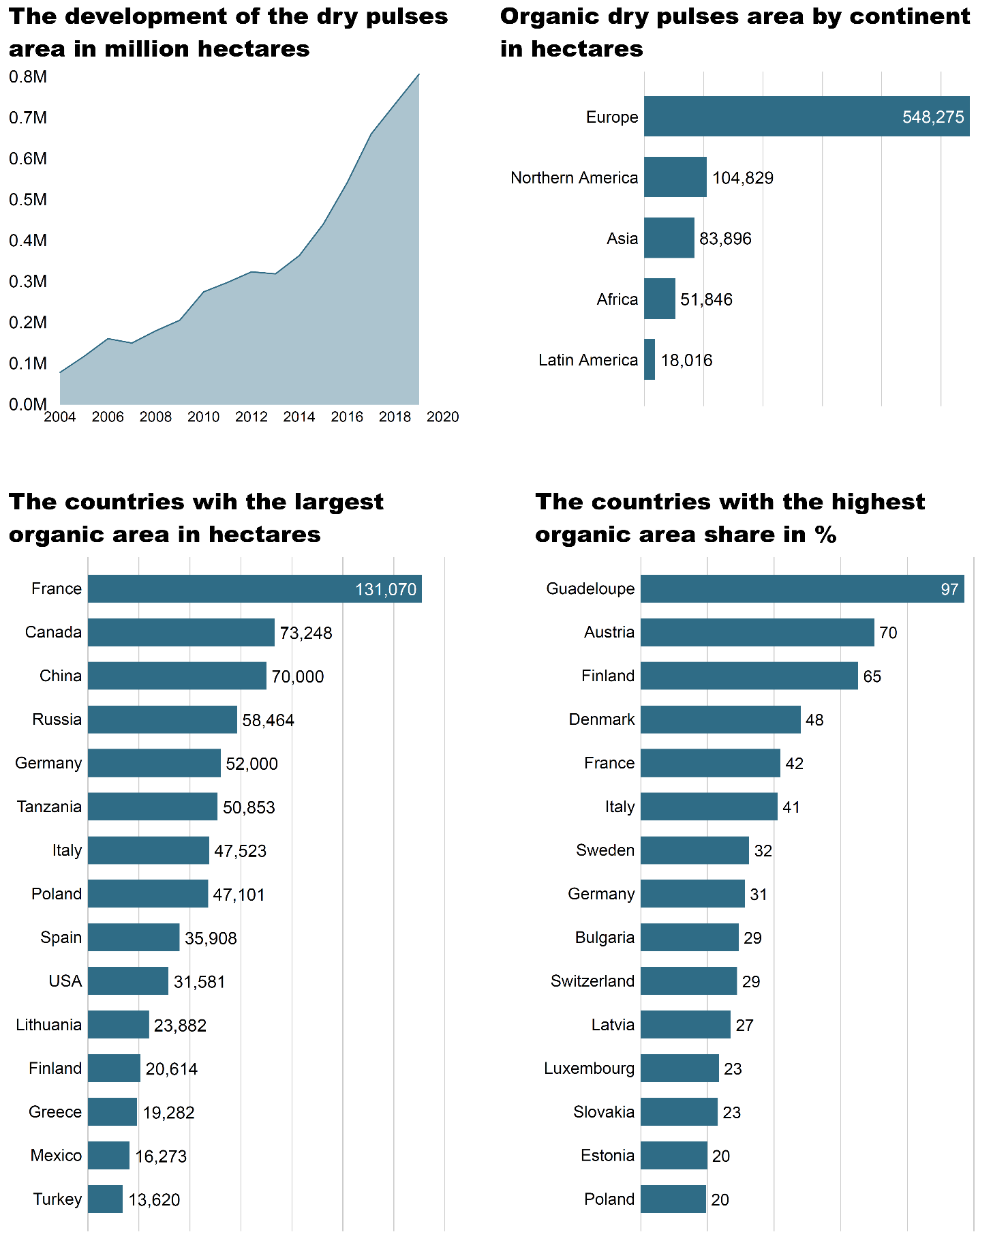 The development of the dry pulses
area in million hectares
0.8M
0.7M
0.6M
0.5M
0.4M
0.3M
0.2M
0.1M
0.0M
2004 2006 2008 2010 2012 2014 2016 2018 2020
Organic dry pulses area by continent
in hectares
Europe 548,275
Northern America 104,829
Asia 83,896
Africa 51,846
Latin America 18,016
The countries wih the largest
organic area in hectares
France 131,070
Canada 73,248
China 70,000
Russia 58,464
Germany 52,000
Tanzania 50,853
Italy 47,523
Poland 47,101
Spain 35,908
USA 31,581
Lithuania 23,882
Finland 20,614
Greece 19,282
Mexico 16,273
Turkey 13,620
The countries with the highest
organic area share in %
Guadeloupe 97
Austria 70
Finland 65
Denmark 48
France 42
Italy 41
Sweden 32
Germany 31
Bulgaria 29
Switzerland 29
Latvia 27
Luxembourg 23
Slovakia 23
Estonia 20
Poland 20